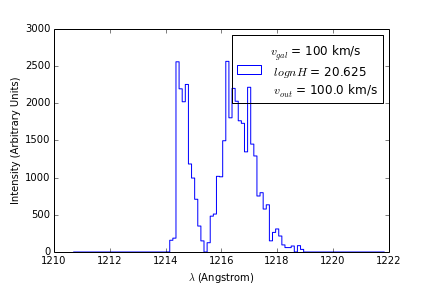 3000
2500
2000
1500
1000
500
0
Intensity (Arbitrary Units)
v_gal = 100 km/s
lognH = 20.625
v_out = 100.0 km/s
1210 1212 1214 1216 1218 1220 1222
λ (Angstrom)